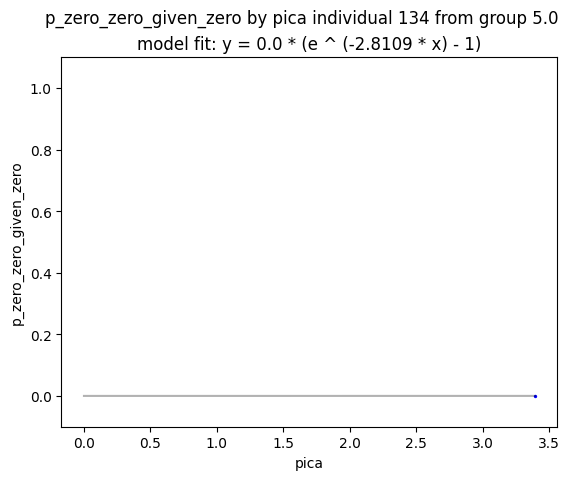 p_zero_zero_given_zero by pica individual 134 from group 5.0
model fit: y = 0.0 * (e ^ (-2.8109 * x) - 1)
1.0
0.8
0.6
0.4
0.2
0.0
p_zero_zero_given_zero
0.0 0.5 1.0 1.5 2.0 2.5 3.0 3.5
pica